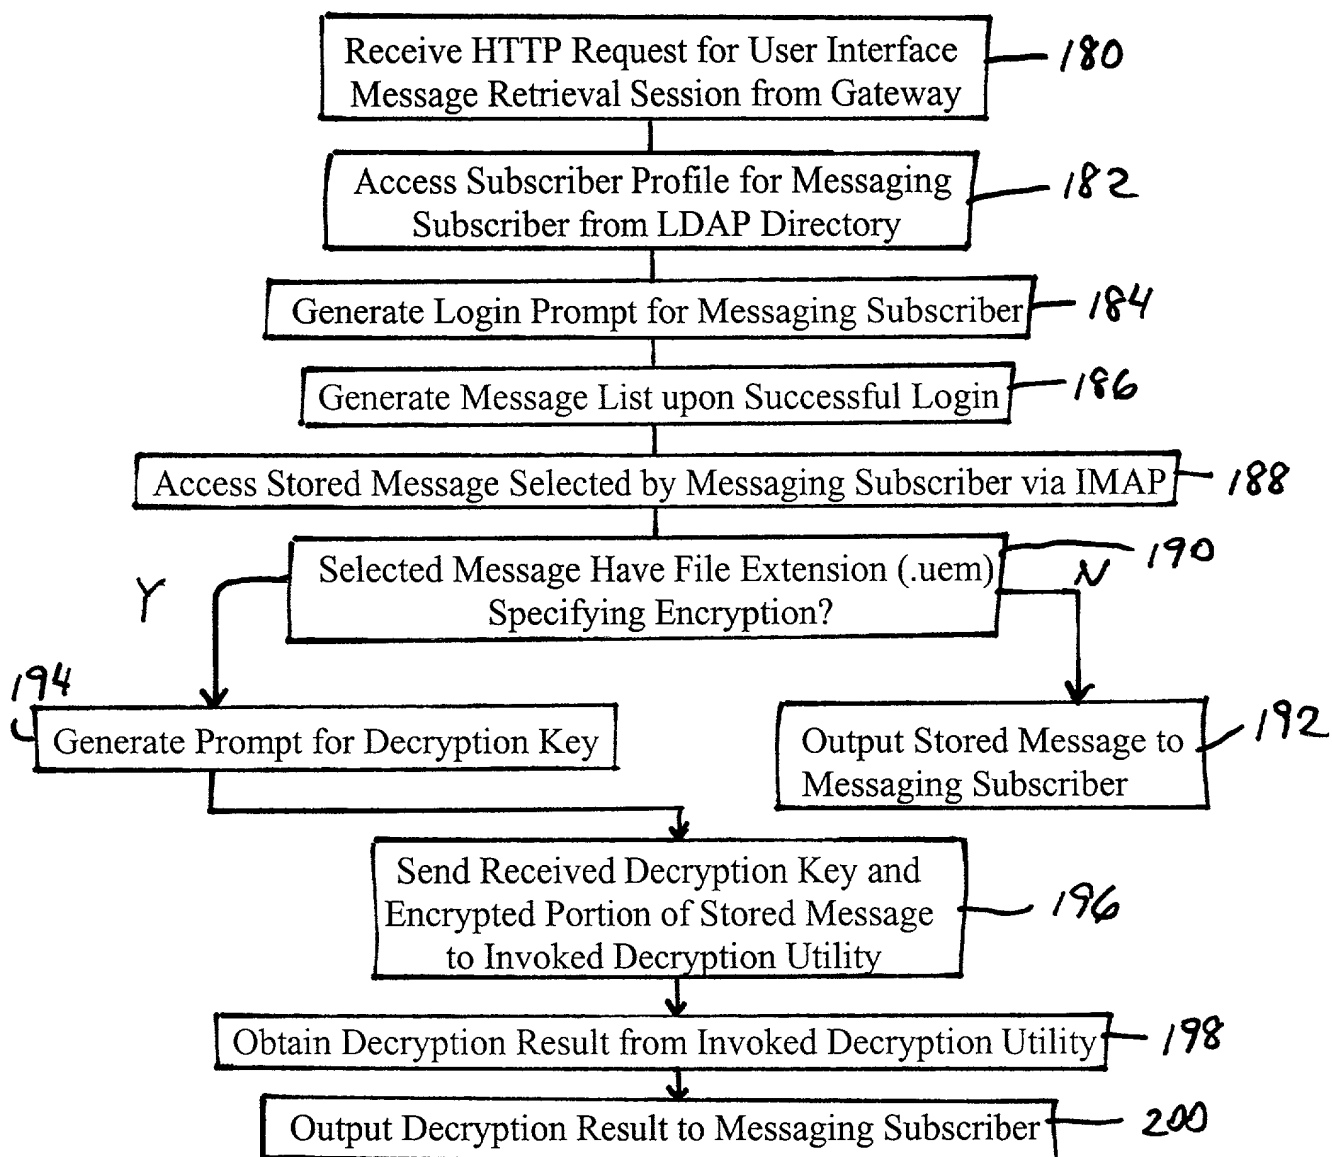 Receive HTTP Request for User Interface
Message Retrieval Session from Gateway
180
Access Subscriber Profile for Messaging
Subscriber from LDAP Directory
182
Generate Login Prompt for Messaging Subscriber
184
Generate Message List upon Successful Login
186
Access Stored Message Selected by Messaging Subscriber via IMAP
188
Selected Message Have File Extension (.uem)
Specifying Encryption?
190
Y
N
194
Generate Prompt for Decryption Key
Output Stored Message to
Messaging Subscriber
192
Send Received Decryption Key and
Encrypted Portion of Stored Message
to Invoked Decryption Utility
196
Obtain Decryption Result from Invoked Decryption Utility
198
Output Decryption Result to Messaging Subscriber
200